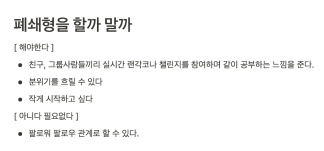 폐쇄형을 할까 말까
[ 해야한다 ]
● 친구, 그룹사람들끼리 실시간 랜각코나 챌린지를 참여하며 같이 공부하는 느낌을 준다.
● 분위기를 흐릴 수 있다
● 작게 시작하고 싶다
[ 아니다 필요없다 ]
● 팔로워 팔로우 관계로 할 수 있다.